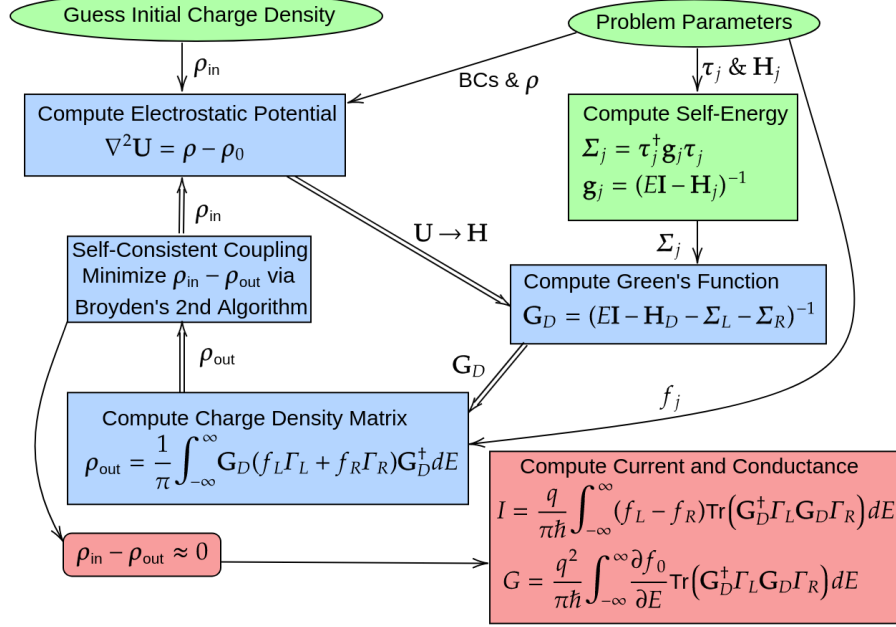 Guess Initial Charge Density
Problem Parameters
ρin
BCs & ρ
τj & Hj
Compute Electrostatic Potential
∇²U = ρ − ρ0
Compute Self-Energy
Σj = τj†gjτj
gj = (EI − Hj)⁻¹
ρin
U → H
Σj
Self-Consistent Coupling
Minimize ρin − ρout via
Broyden's 2nd Algorithm
Compute Green's Function
GD = (EI − HD − ΣL − ΣR)⁻¹
ρout
GD
fj
Compute Charge Density Matrix
ρout = 1/π ∫−∞∞ GD(fLΓL + fRΓR)GD†dE
Compute Current and Conductance
I = q/πħ ∫−∞∞ (fL − fR)Tr(GD†ΓLGDΓR)dE
ρin − ρout ≈ 0
G = q²/πħ ∫−∞∞ ∂f0/∂E Tr(GD†ΓLGDΓR)dE